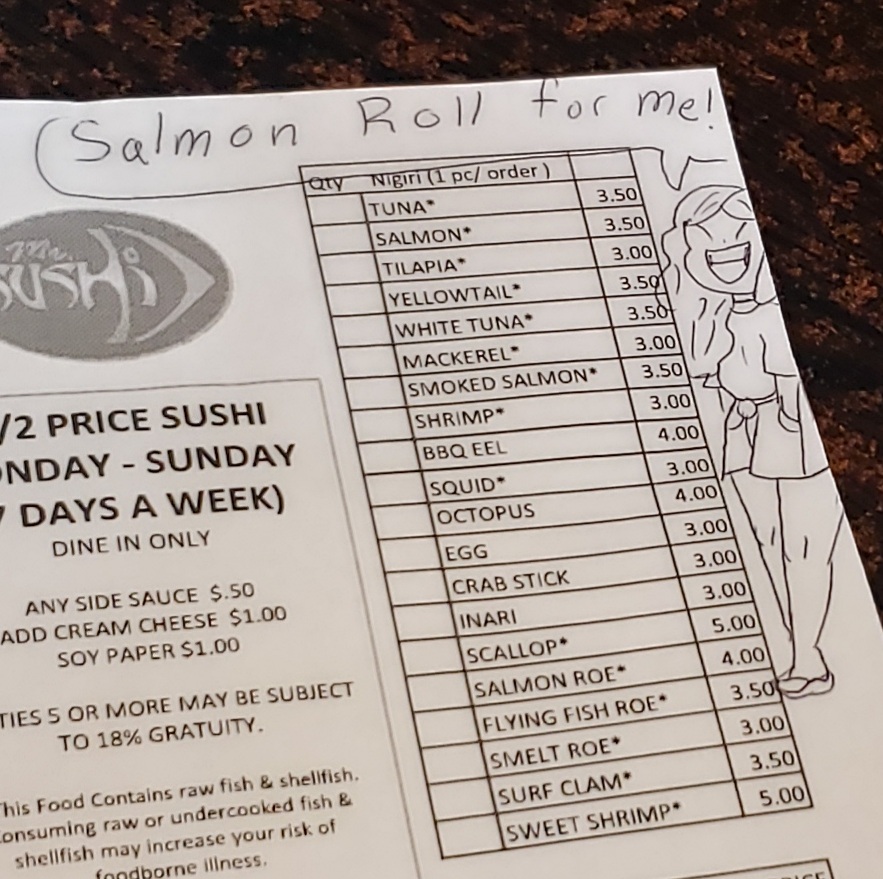 Salmon Roll for me!
Qty Nigiri (1 pc/ order )
TUNA* 3.50
SALMON* 3.50
TILAPIA* 3.00
YELLOWTAIL* 3.50
WHITE TUNA* 3.50
MACKEREL* 3.00
SMOKED SALMON* 3.50
SHRIMP* 3.00
BBQ EEL 4.00
SQUID* 3.00
OCTOPUS 4.00
EGG 3.00
CRAB STICK 3.00
INARI 3.00
SCALLOP* 5.00
SALMON ROE* 4.00
FLYING FISH ROE* 3.50
SMELT ROE* 3.00
SURF CLAM* 3.50
SWEET SHRIMP* 5.00
Mr.
SUSHi
/2 PRICE SUSHI
NDAY - SUNDAY
7 DAYS A WEEK)
DINE IN ONLY
ANY SIDE SAUCE $.50
ADD CREAM CHEESE $1.00
SOY PAPER $1.00
TIES 5 OR MORE MAY BE SUBJECT
TO 18% GRATUITY.
This Food Contains raw fish & shellfish.
Consuming raw or undercooked fish &
shellfish may increase your risk of
foodborne illness.